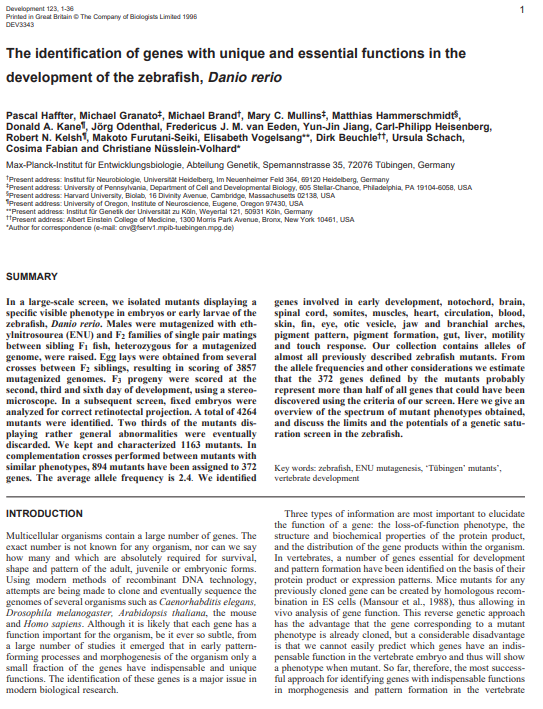 Development 123, 1-36
Printed in Great Britain © The Company of Biologists Limited 1996
DEV3343
1
The identification of genes with unique and essential functions in the
development of the zebrafish, Danio rerio
Pascal Haffter, Michael Granato‡, Michael Brand†, Mary C. Mullins‡, Matthias Hammerschmidt§,
Donald A. Kane¶, Jörg Odenthal, Fredericus J. M. van Eeden, Yun-Jin Jiang, Carl-Philipp Heisenberg,
Robert N. Kelsh¶, Makoto Furutani-Seiki, Elisabeth Vogelsang**, Dirk Beuchle††, Ursula Schach,
Cosima Fabian and Christiane Nüsslein-Volhard*
Max-Planck-Institut für Entwicklungsbiologie, Abteilung Genetik, Spemannstrasse 35, 72076 Tübingen, Germany
†Present address: Institut für Neurobiologie, Universität Heidelberg, Im Neuenheimer Feld 364, 69120 Heidelberg, Germany
‡Present address: University of Pennsylvania, Department of Cell and Developmental Biology, 605 Stellar-Chance, Philadelphia, PA 19104-6058, USA
§Present address: Harvard University, Biolab, 16 Divinity Avenue, Cambridge, Massachusetts 02138, USA
¶Present address: University of Oregon, Institute of Neuroscience, Eugene, Oregon 97430, USA
**Present address: Institut für Genetik der Universität zu Köln, Weyertal 121, 50931 Köln, Germany
††Present address: Albert Einstein College of Medicine, 1300 Morris Park Avenue, Bronx, New York 10461, USA
*Author for correspondence (e-mail: cnv@fserv1.mpib-tuebingen.mpg.de)
SUMMARY
In a large-scale screen, we isolated mutants displaying a
specific visible phenotype in embryos or early larvae of the
zebrafish, Danio rerio. Males were mutagenized with eth-
ylnitrosourea (ENU) and F2 families of single pair matings
between sibling F1 fish, heterozygous for a mutagenized
genome, were raised. Egg lays were obtained from several
crosses between F2 siblings, resulting in scoring of 3857
mutagenized genomes. F3 progeny were scored at the
second, third and sixth day of development, using a stereo-
microscope. In a subsequent screen, fixed embryos were
analyzed for correct retinotectal projection. A total of 4264
mutants were identified. Two thirds of the mutants dis-
playing rather general abnormalities were eventually
discarded. We kept and characterized 1163 mutants. In
complementation crosses performed between mutants with
similar phenotypes, 894 mutants have been assigned to 372
genes. The average allele frequency is 2.4. We identified
genes involved in early development, notochord, brain,
spinal cord, somites, muscles, heart, circulation, blood,
skin, fin, eye, otic vesicle, jaw and branchial arches,
pigment pattern, pigment formation, gut, liver, motility
and touch response. Our collection contains alleles of
almost all previously described zebrafish mutants. From
the allele frequencies and other considerations we estimate
that the 372 genes defined by the mutants probably
represent more than half of all genes that could have been
discovered using the criteria of our screen. Here we give an
overview of the spectrum of mutant phenotypes obtained,
and discuss the limits and the potentials of a genetic satu-
ration screen in the zebrafish.
Key words: zebrafish, ENU mutagenesis, ‘Tübingen’ mutants’,
vertebrate development
INTRODUCTION
Multicellular organisms contain a large number of genes. The
exact number is not known for any organism, nor can we say
how many and which are absolutely required for survival,
shape and pattern of the adult, juvenile or embryonic forms.
Using modern methods of recombinant DNA technology,
attempts are being made to clone and eventually sequence the
genomes of several organisms such as Caenorhabditis elegans,
Drosophila melanogaster, Arabidopsis thaliana, the mouse
and Homo sapiens. Although it is likely that each gene has a
function important for the organism, be it ever so subtle, from
a large number of studies it emerged that in early pattern-
forming processes and morphogenesis of the organism only a
small fraction of the genes have indispensable and unique
functions. The identification of these genes is a major issue in
modern biological research.
Three types of information are most important to elucidate
the function of a gene: the loss-of-function phenotype, the
structure and biochemical properties of the protein product,
and the distribution of the gene products within the organism.
In vertebrates, a number of genes essential for development
and pattern formation have been identified on the basis of their
protein product or expression patterns. Mice mutants for any
previously cloned gene can be created by homologous recom-
bination in ES cells (Mansour et al., 1988), thus allowing in
vivo analysis of gene function. This reverse genetic approach
has the advantage that the gene corresponding to a mutant
phenotype is already cloned, but a considerable disadvantage
is that we cannot easily predict which genes have an indis-
pensable function in the vertebrate embryo and thus will show
a phenotype when mutant. So far, therefore, the most success-
ful approach for identifying genes with indispensable functions
in morphogenesis and pattern formation in the vertebrate